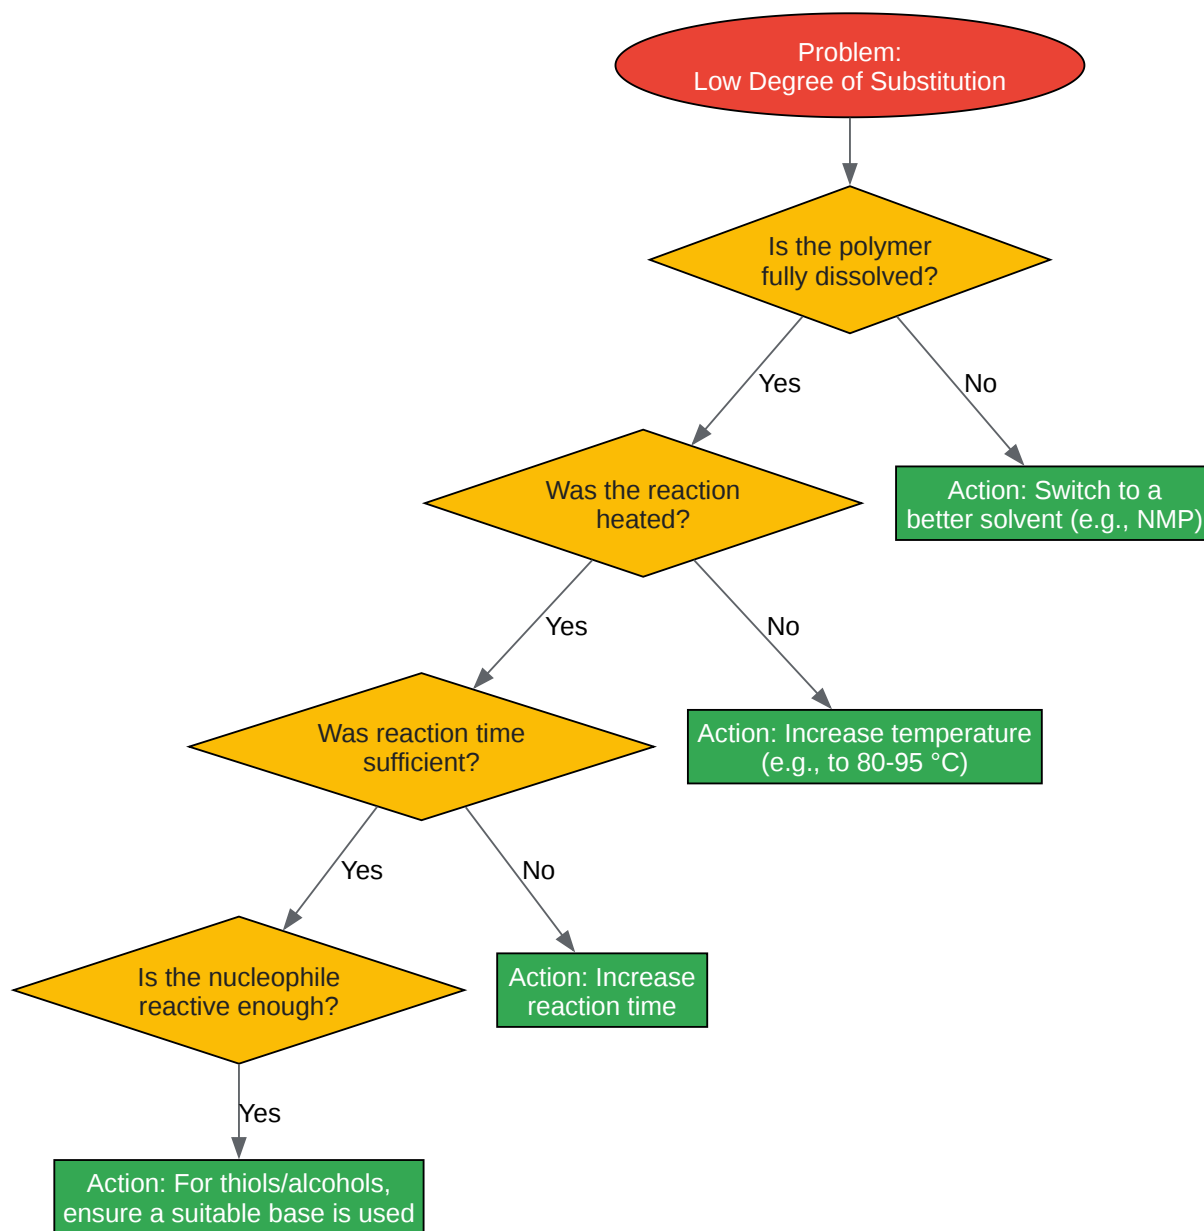 Problem:
Low Degree of Substitution
Is the polymer
fully dissolved?
Yes
No
Was the reaction
heated?
Action: Switch to a
better solvent (e.g., NMP)
Yes
No
Was reaction time
sufficient?
Action: Increase temperature
(e.g., to 80-95 °C)
Yes
No
Is the nucleophile
reactive enough?
Action: Increase
reaction time
Yes
Action: For thiols/alcohols,
ensure a suitable base is used